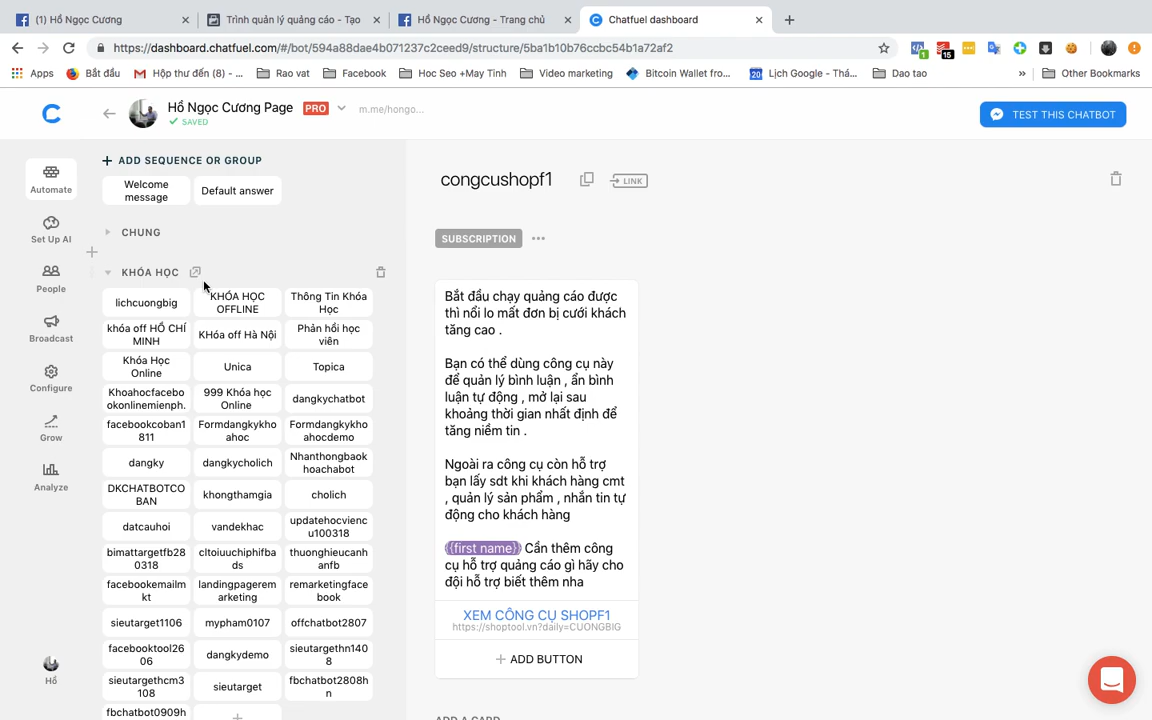 (1) Hồ Ngọc Cương
Trình quản lý quảng cáo - Tạo
Hồ Ngọc Cương - Trang chủ
Chatfuel dashboard
https://dashboard.chatfuel.com/#/bot/594a88dae4b071237c2ceed9/structure/5ba1b10b76ccbc54b1a72af2
1
15
Apps
Bắt đầu
Hộp thư đến (8) - ...
Rao vat
Facebook
Hoc Seo +May Tinh
Video marketing
Bitcoin Wallet fro...
20
Lịch Google - Thá...
Dao tao
»
Other Bookmarks
Hồ Ngọc Cương Page
PRO
m.me/hongo...
SAVED
TEST THIS CHATBOT
Automate
Set Up AI
People
Broadcast
Configure
Grow
Analyze
Hồ
ADD SEQUENCE OR GROUP
Welcome
message
Default answer
CHUNG
KHÓA HỌC
lichcuongbig
KHÓA HỌC
OFFLINE
Thông Tin Khóa
Học
khóa off HỒ CHÍ
MINH
KHóa off Hà Nội
Phản hồi học
viên
Khóa Học
Online
Unica
Topica
Khoahocfacebo
okonlinemienph.
999 Khóa học
Online
dangkychatbot
facebookcoban1
811
Formdangkykho
ahoc
Formdangkykho
ahocdemo
dangky
dangkycholich
Nhanthongbaok
hoachabot
DKCHATBOTCO
BAN
khongthamgia
cholich
datcauhoi
vandekhac
updatehocvienc
u100318
bimattargetfb28
0318
cltoiuuchiphifba
ds
thuonghieucanh
anfb
facebookemailm
kt
landingpagerem
arketing
remarketingface
book
sieutarget1106
mypham0107
offchatbot2807
facebooktool26
06
dangkydemo
sieutargethn140
8
sieutargethcm3
108
sieutarget
fbchatbot2808h
n
fbchatbot0909h
congcushopf1
LINK
SUBSCRIPTION
Bắt đầu chạy quảng cáo được
thì nổi lo mất đơn bị cưới khách
tăng cao .
Bạn có thể dùng công cụ này
để quản lý bình luận , ẩn bình
luận tự động , mở lại sau
khoảng thời gian nhất định để
tăng niềm tin .
Ngoài ra công cụ còn hỗ trợ
bạn lấy sdt khi khách hàng cmt
, quản lý sản phẩm , nhắn tin tự
động cho khách hàng
{{first name}} Cần thêm công
cụ hỗ trợ quảng cáo gì hãy cho
đội hỗ trợ biết thêm nha
XEM CÔNG CỤ SHOPF1
https://shoptool.vn?daily=CUONGBIG
ADD BUTTON
ADD A CARD